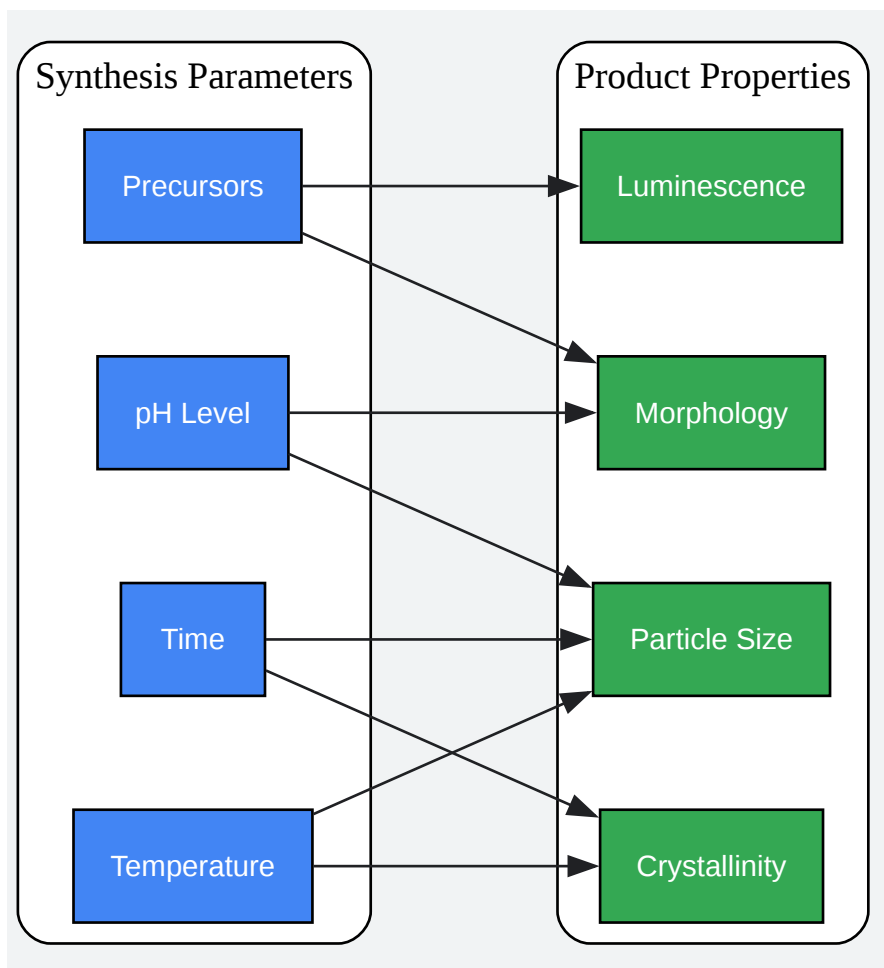 Synthesis Parameters
Product Properties
Precursors
Luminescence
pH Level
Morphology
Time
Particle Size
Temperature
Crystallinity